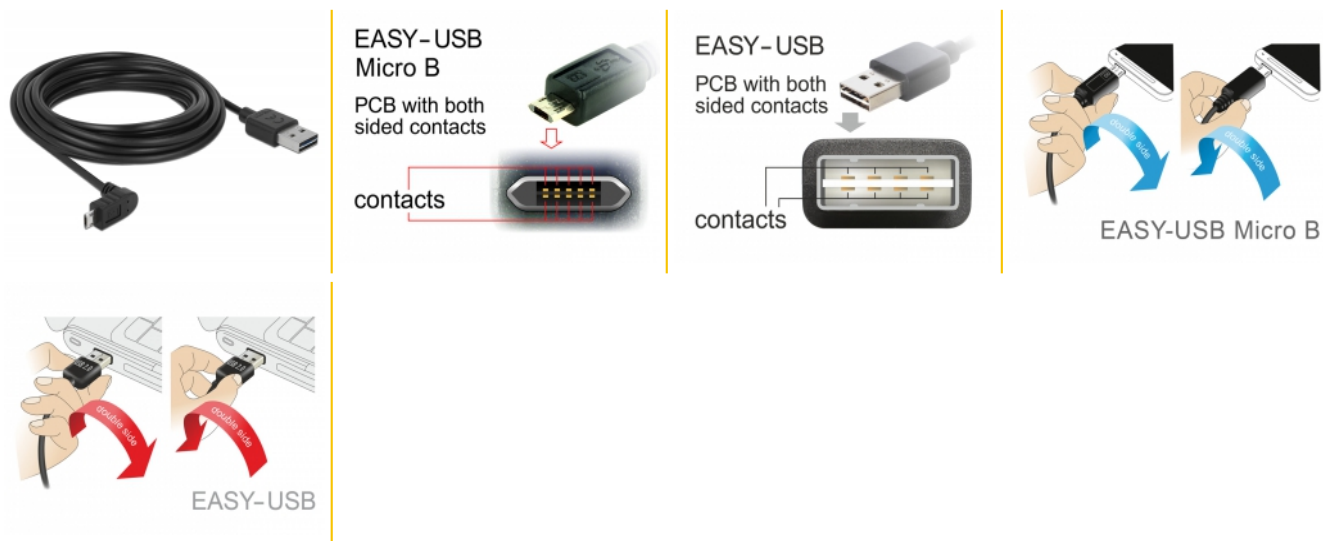 EASY-USB
Micro B
PCB with both
sided contacts
contacts
EASY-USB
PCB with both
sided contacts
contacts
double side
double side
EASY-USB Micro B
double side
double side
EASY-USB